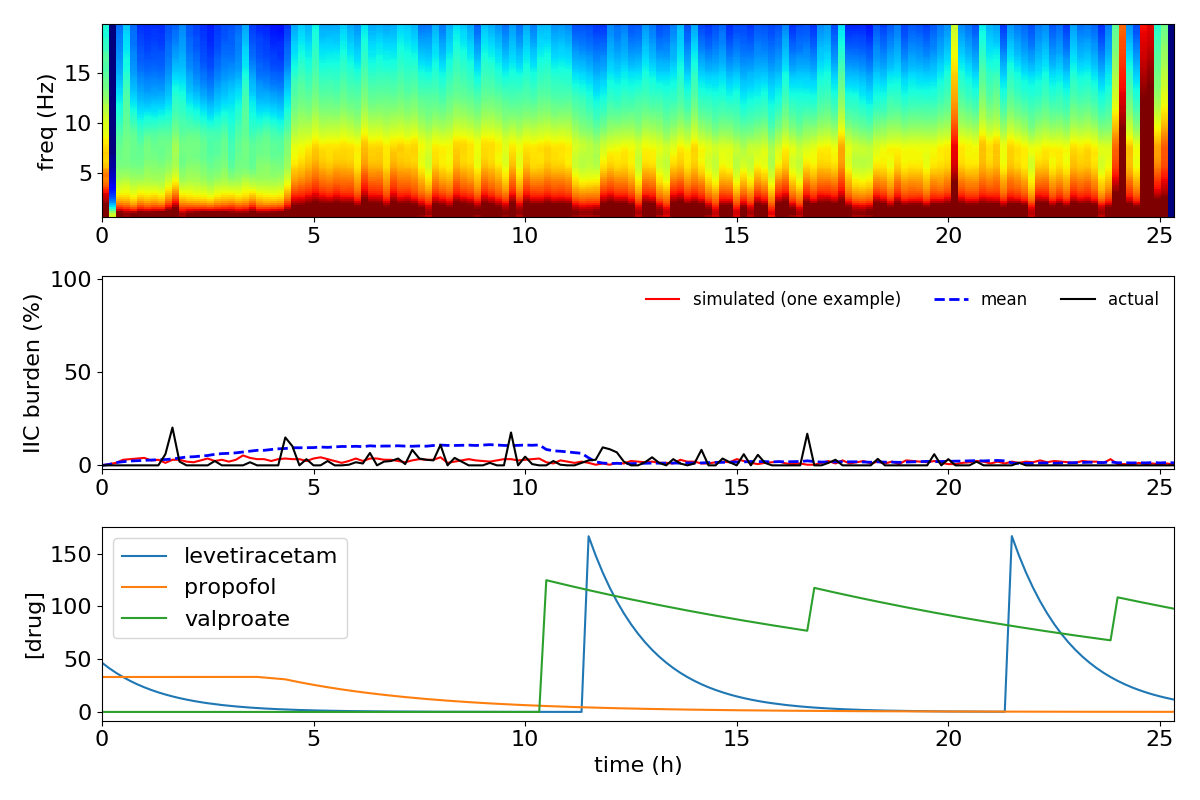 freq (Hz)
15
10
5
0 5 10 15 20 25
IIC burden (%)
100
50
0
simulated (one example) mean actual
0 5 10 15 20 25
[drug]
150
100
50
0
levetiracetam
propofol
valproate
0 5 10 15 20 25
time (h)